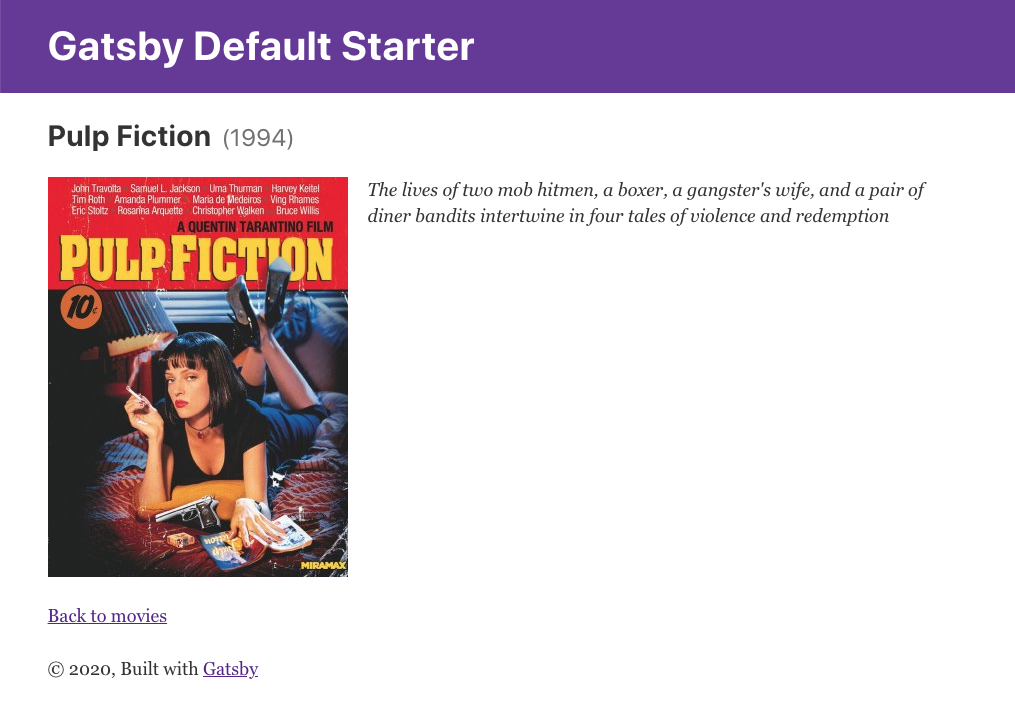 Gatsby Default Starter
Pulp Fiction (1994)
John Travolta Samuel L. Jackson Uma Thurman Harvey Keitel
Tim Roth Amanda Plummer Maria de Medeiros Ving Rhames
Eric Stoltz Rosanna Arquette Christopher Walken Bruce Willis
A QUENTIN TARANTINO FILM
PULP FICTION
10¢
MIRAMAX
The lives of two mob hitmen, a boxer, a gangster's wife, and a pair of
diner bandits intertwine in four tales of violence and redemption
Back to movies
© 2020, Built with Gatsby